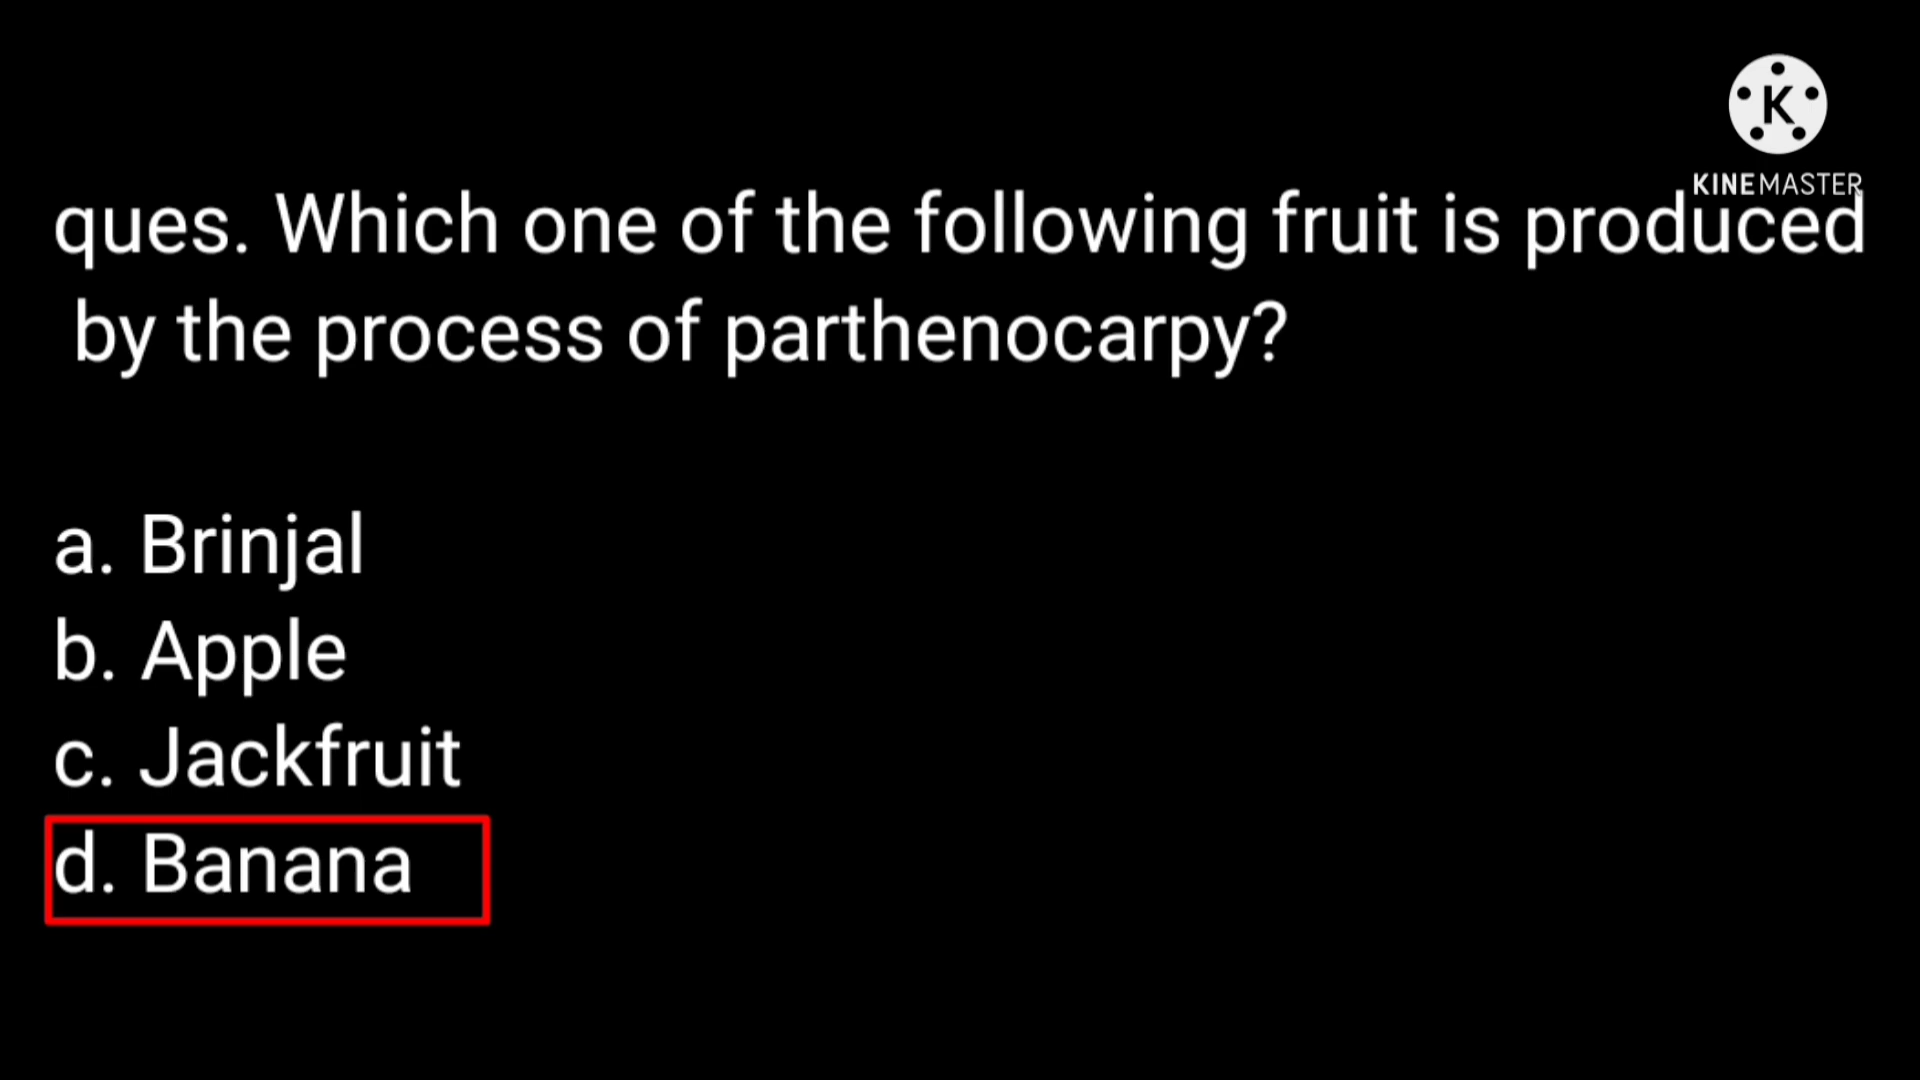 K
KINEMASTER
ques. Which one of the following fruit is produced
by the process of parthenocarpy?
a. Brinjal
b. Apple
c. Jackfruit
d. Banana